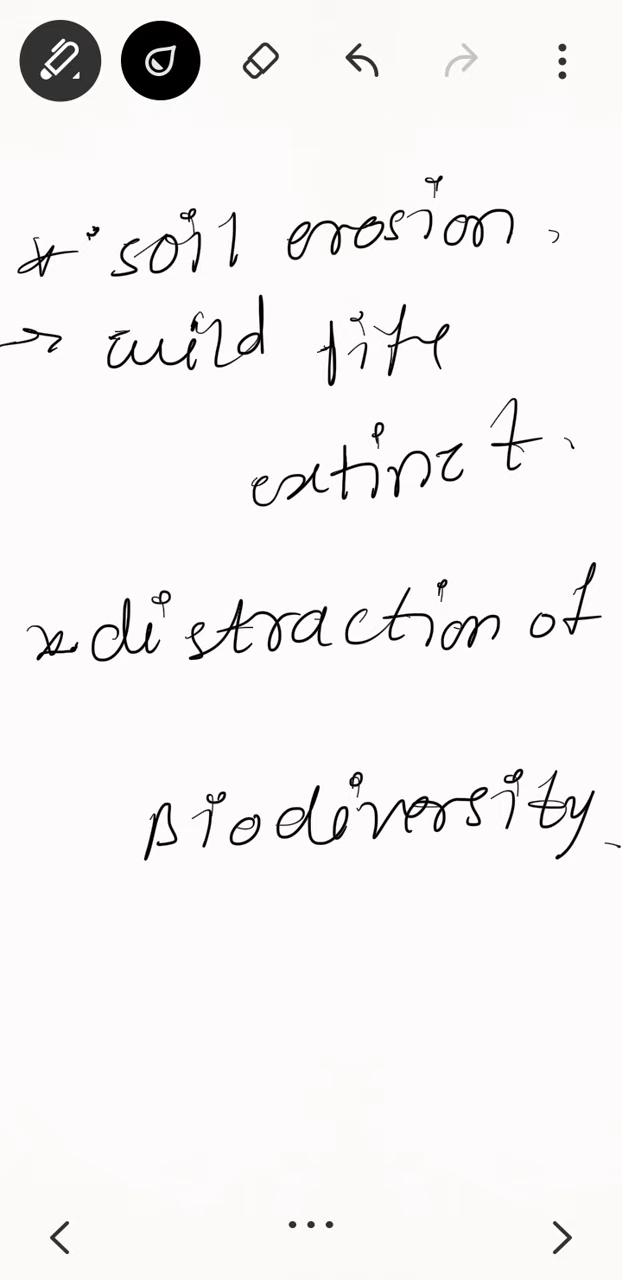 * soil erosion.
→ wild life
extinct.
* distraction of
Biodiversity.